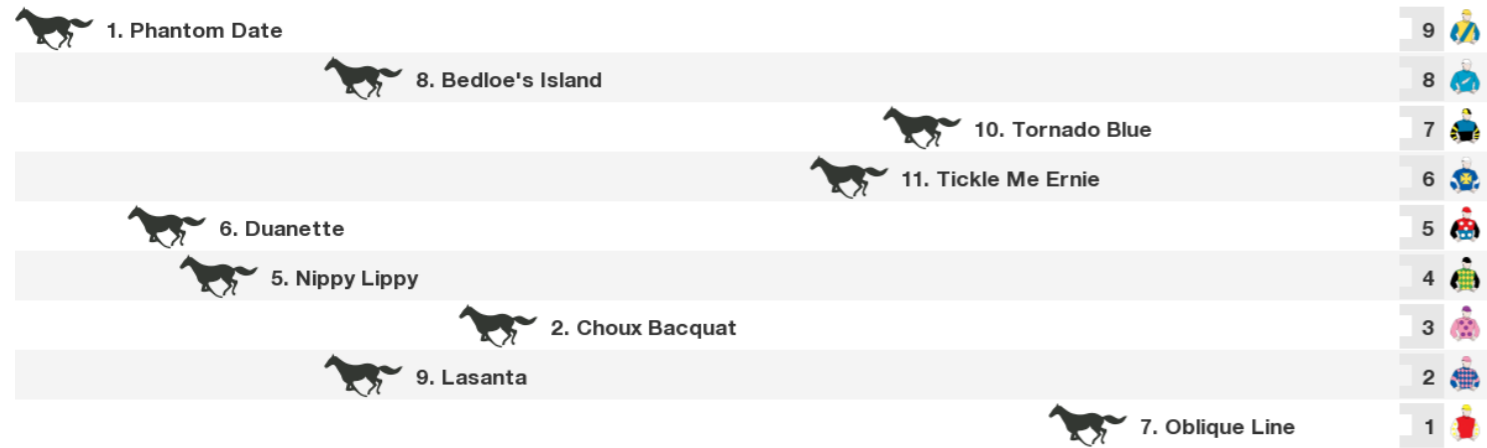 1. Phantom Date 9
8. Bedloe's Island 8
10. Tornado Blue 7
11. Tickle Me Ernie 6
6. Duanette 5
5. Nippy Lippy 4
2. Choux Bacquat 3
9. Lasanta 2
7. Oblique Line 1